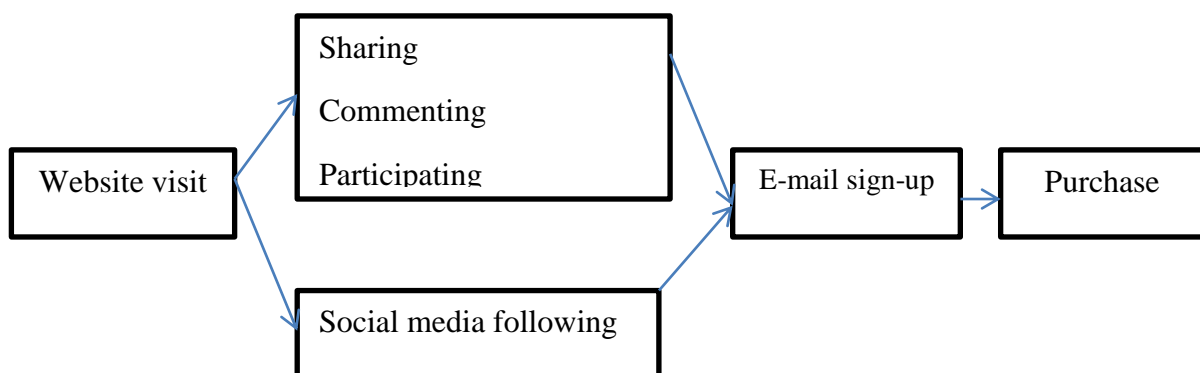 Website visit
Sharing
Commenting
Participating
Social media following
E-mail sign-up
Purchase